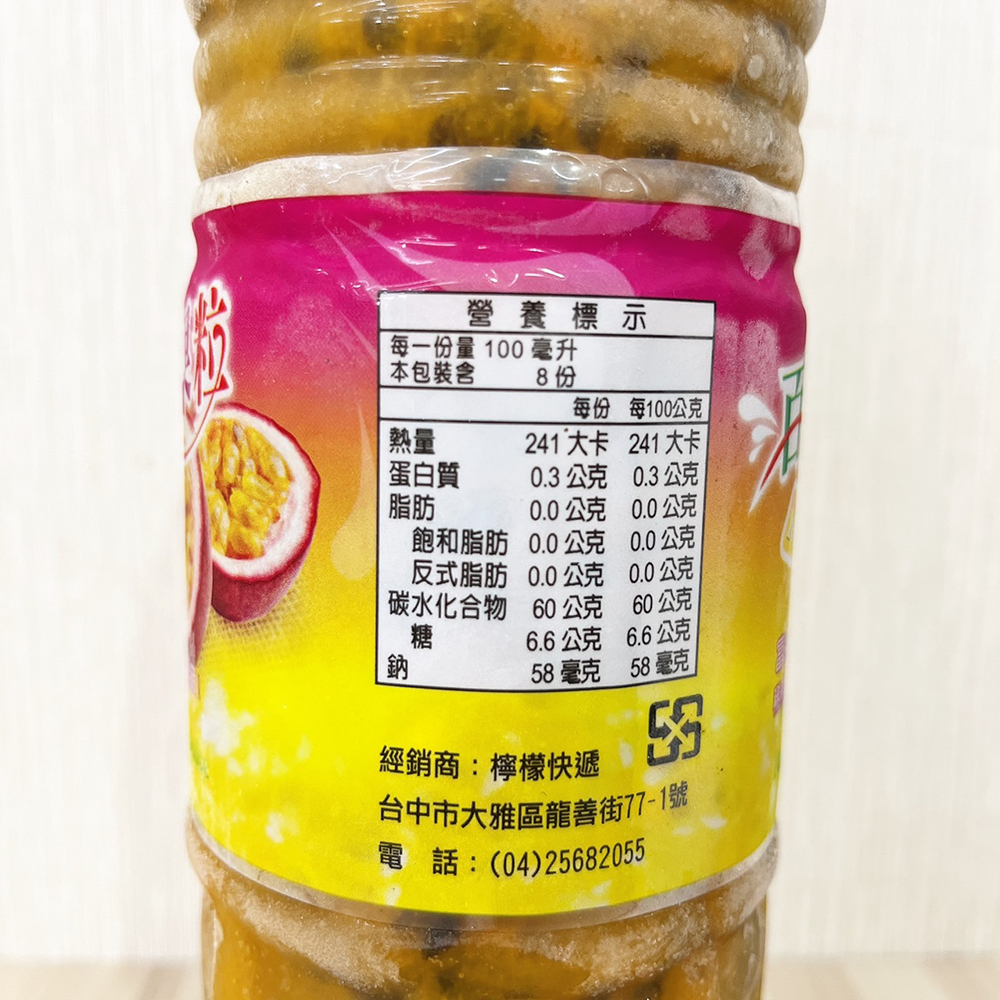 粒
營養標示
每一份量 100 毫升
本包裝含 8 份
每份 每100公克
熱量 241 大卡 241 大卡
蛋白質 0.3 公克 0.3 公克
脂肪 0.0 公克 0.0 公克
飽和脂肪 0.0 公克 0.0 公克
反式脂肪 0.0 公克 0.0 公克
碳水化合物 60 公克 60 公克
糖 6.6 公克 6.6 公克
鈉 58 毫克 58 毫克
經銷商：檸檬快遞
台中市大雅區龍善街77-1號
電 話：(04)25682055